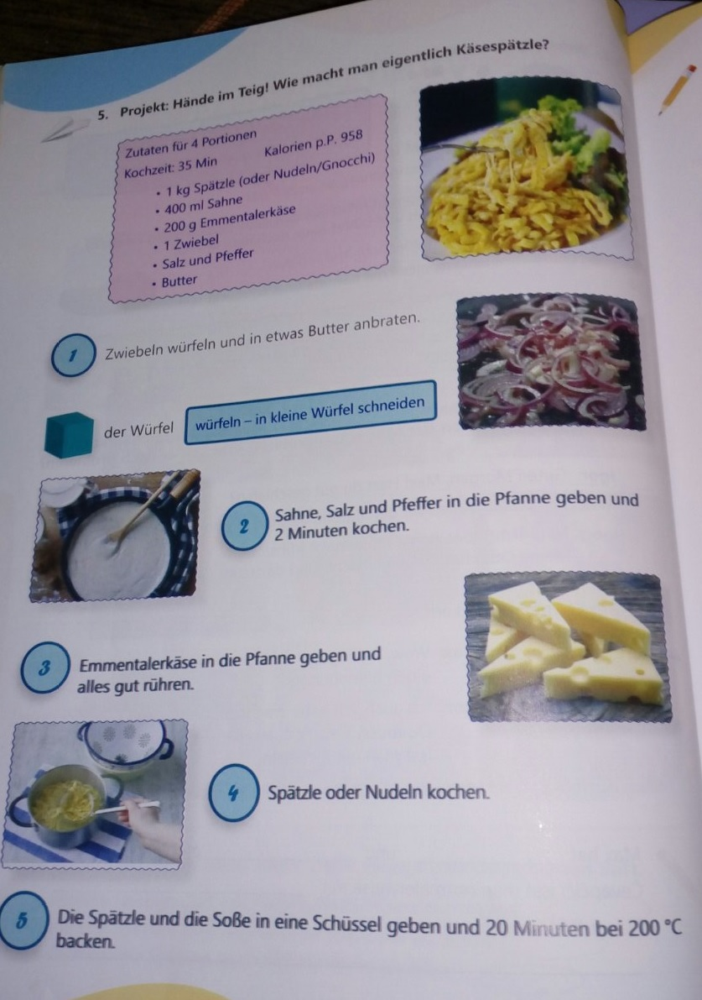 5. Projekt: Hände im Teig! Wie macht man eigentlich Käsespätzle?
Zutaten für 4 Portionen
Kochzeit: 35 Min Kalorien p.P. 958
• 1 kg Spätzle (oder Nudeln/Gnocchi)
• 400 ml Sahne
• 200 g Emmentalerkäse
• 1 Zwiebel
• Salz und Pfeffer
• Butter
1 Zwiebeln würfeln und in etwas Butter anbraten.
der Würfel würfeln – in kleine Würfel schneiden
2 Sahne, Salz und Pfeffer in die Pfanne geben und
2 Minuten kochen.
3 Emmentalerkäse in die Pfanne geben und
alles gut rühren.
4 Spätzle oder Nudeln kochen.
5 Die Spätzle und die Soße in eine Schüssel geben und 20 Minuten bei 200 °C
backen.